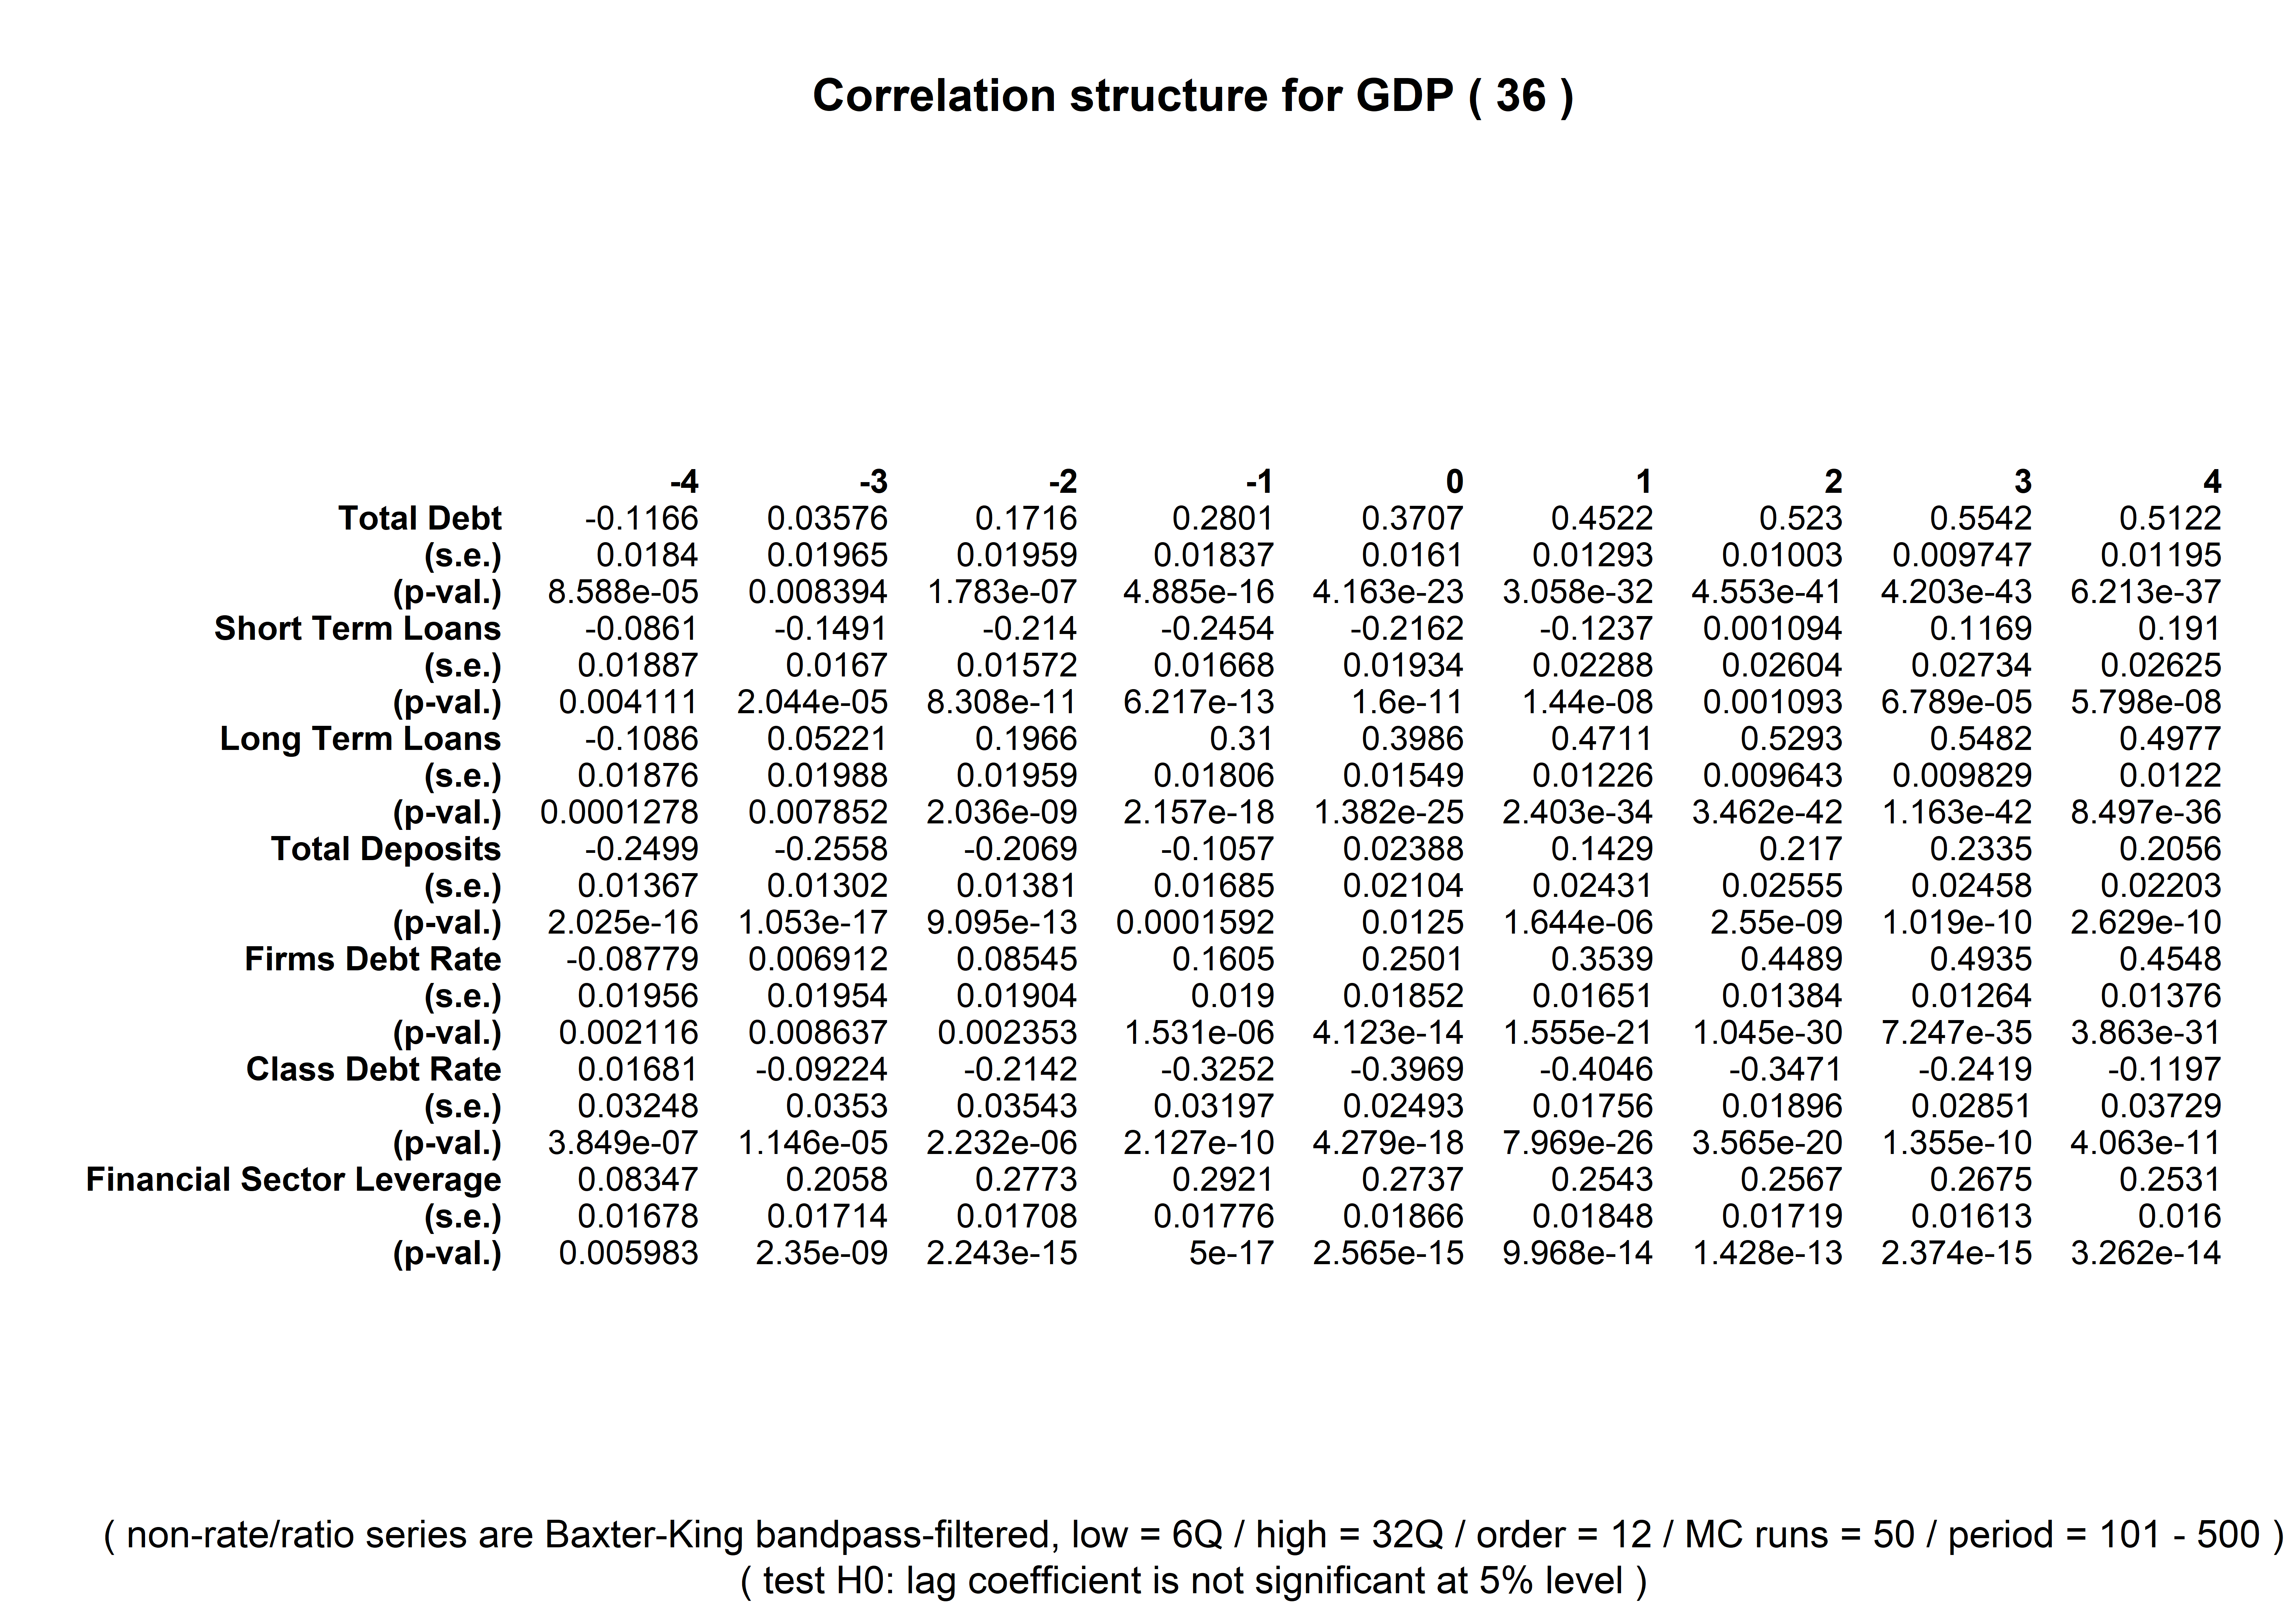 Correlation structure for GDP ( 36 )
-4 -3 -2 -1 0 1 2 3 4
Total Debt -0.1166 0.03576 0.1716 0.2801 0.3707 0.4522 0.523 0.5542 0.5122
(s.e.) 0.0184 0.01965 0.01959 0.01837 0.0161 0.01293 0.01003 0.009747 0.01195
(p-val.) 8.588e-05 0.008394 1.783e-07 4.885e-16 4.163e-23 3.058e-32 4.553e-41 4.203e-43 6.213e-37
Short Term Loans -0.0861 -0.1491 -0.214 -0.2454 -0.2162 -0.1237 0.001094 0.1169 0.191
(s.e.) 0.01887 0.0167 0.01572 0.01668 0.01934 0.02288 0.02604 0.02734 0.02625
(p-val.) 0.004111 2.044e-05 8.308e-11 6.217e-13 1.6e-11 1.44e-08 0.001093 6.789e-05 5.798e-08
Long Term Loans -0.1086 0.05221 0.1966 0.31 0.3986 0.4711 0.5293 0.5482 0.4977
(s.e.) 0.01876 0.01988 0.01959 0.01806 0.01549 0.01226 0.009643 0.009829 0.0122
(p-val.) 0.0001278 0.007852 2.036e-09 2.157e-18 1.382e-25 2.403e-34 3.462e-42 1.163e-42 8.497e-36
Total Deposits -0.2499 -0.2558 -0.2069 -0.1057 0.02388 0.1429 0.217 0.2335 0.2056
(s.e.) 0.01367 0.01302 0.01381 0.01685 0.02104 0.02431 0.02555 0.02458 0.02203
(p-val.) 2.025e-16 1.053e-17 9.095e-13 0.0001592 0.0125 1.644e-06 2.55e-09 1.019e-10 2.629e-10
Firms Debt Rate -0.08779 0.006912 0.08545 0.1605 0.2501 0.3539 0.4489 0.4935 0.4548
(s.e.) 0.01956 0.01954 0.01904 0.019 0.01852 0.01651 0.01384 0.01264 0.01376
(p-val.) 0.002116 0.008637 0.002353 1.531e-06 4.123e-14 1.555e-21 1.045e-30 7.247e-35 3.863e-31
Class Debt Rate 0.01681 -0.09224 -0.2142 -0.3252 -0.3969 -0.4046 -0.3471 -0.2419 -0.1197
(s.e.) 0.03248 0.0353 0.03543 0.03197 0.02493 0.01756 0.01896 0.02851 0.03729
(p-val.) 3.849e-07 1.146e-05 2.232e-06 2.127e-10 4.279e-18 7.969e-26 3.565e-20 1.355e-10 4.063e-11
Financial Sector Leverage 0.08347 0.2058 0.2773 0.2921 0.2737 0.2543 0.2567 0.2675 0.2531
(s.e.) 0.01678 0.01714 0.01708 0.01776 0.01866 0.01848 0.01719 0.01613 0.016
(p-val.) 0.005983 2.35e-09 2.243e-15 5e-17 2.565e-15 9.968e-14 1.428e-13 2.374e-15 3.262e-14
( non-rate/ratio series are Baxter-King bandpass-filtered, low = 6Q / high = 32Q / order = 12 / MC runs = 50 / period = 101 - 500 )
( test H0: lag coefficient is not significant at 5% level )